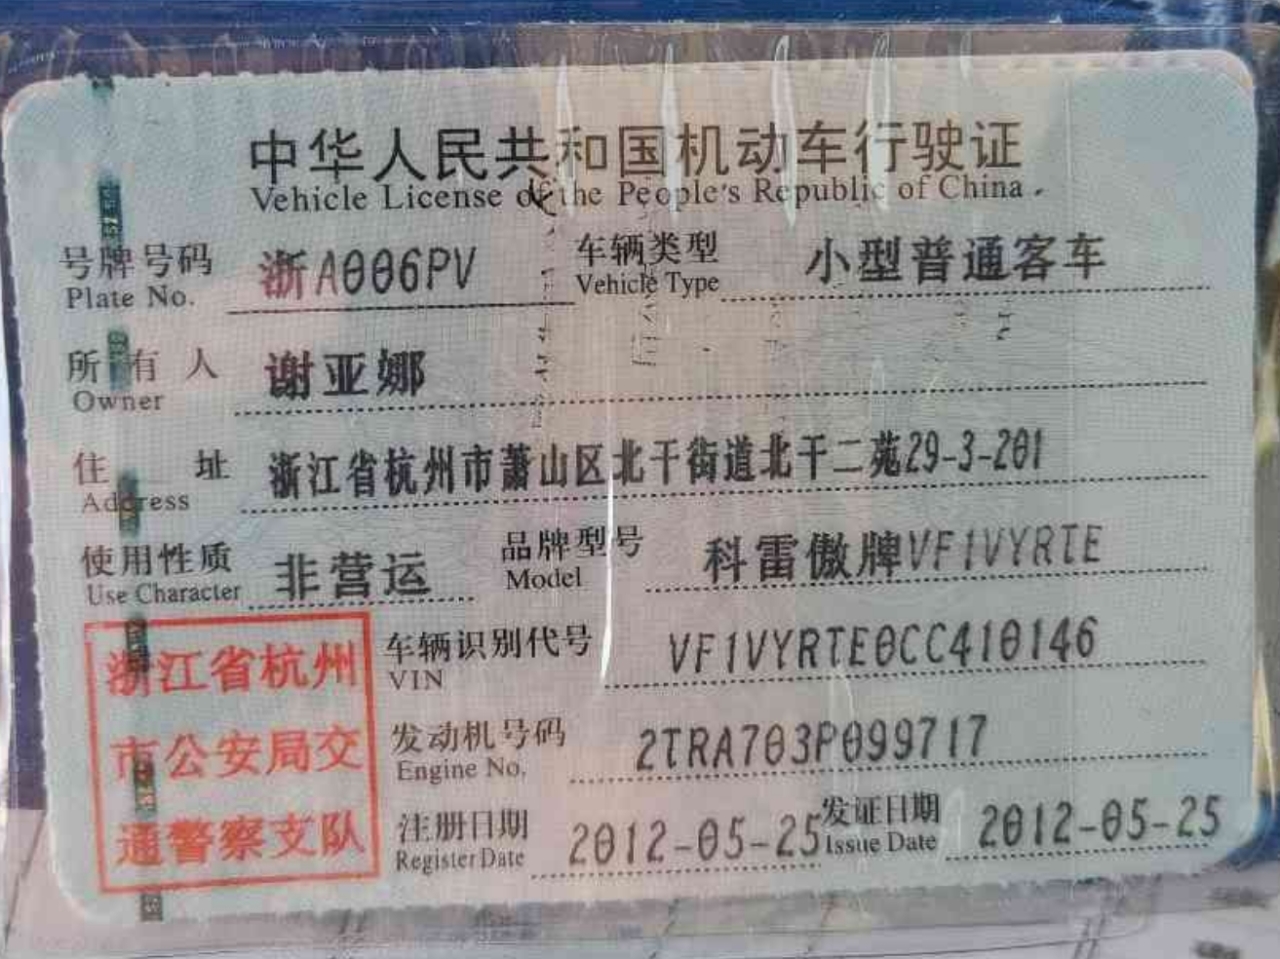 中华人民共和国机动车行驶证
Vehicle License of the People's Republic of China
号牌号码 浙A006PV 车辆类型 小型普通客车
Plate No. Vehicle Type
所有人 谢亚娜
Owner
住址 浙江省杭州市萧山区北干街道北干二苑29-3-201
Address
使用性质 非营运 品牌型号 科雷傲牌VF1VYRTE
Use Character Model
车辆识别代号 VF1VYRTE0CC410146
VIN
发动机号码 2TRA703P099717
Engine No.
注册日期 2012-05-25 发证日期 2012-05-25
Register Date Issue Date
浙江省杭州
市公安局交
通警察支队